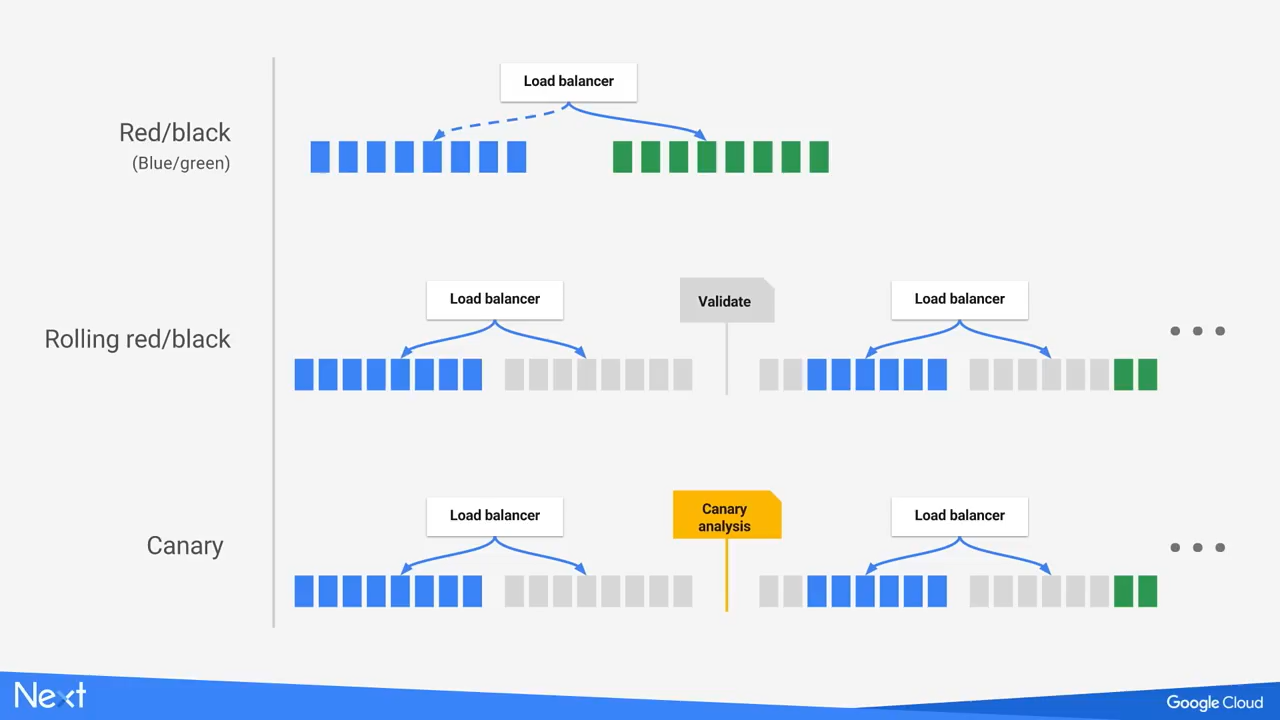 Load balancer
Red/black
(Blue/green)
Load balancer
Validate
Load balancer
Rolling red/black
Load balancer
Canary
analysis
Load balancer
Canary
Next
Google Cloud